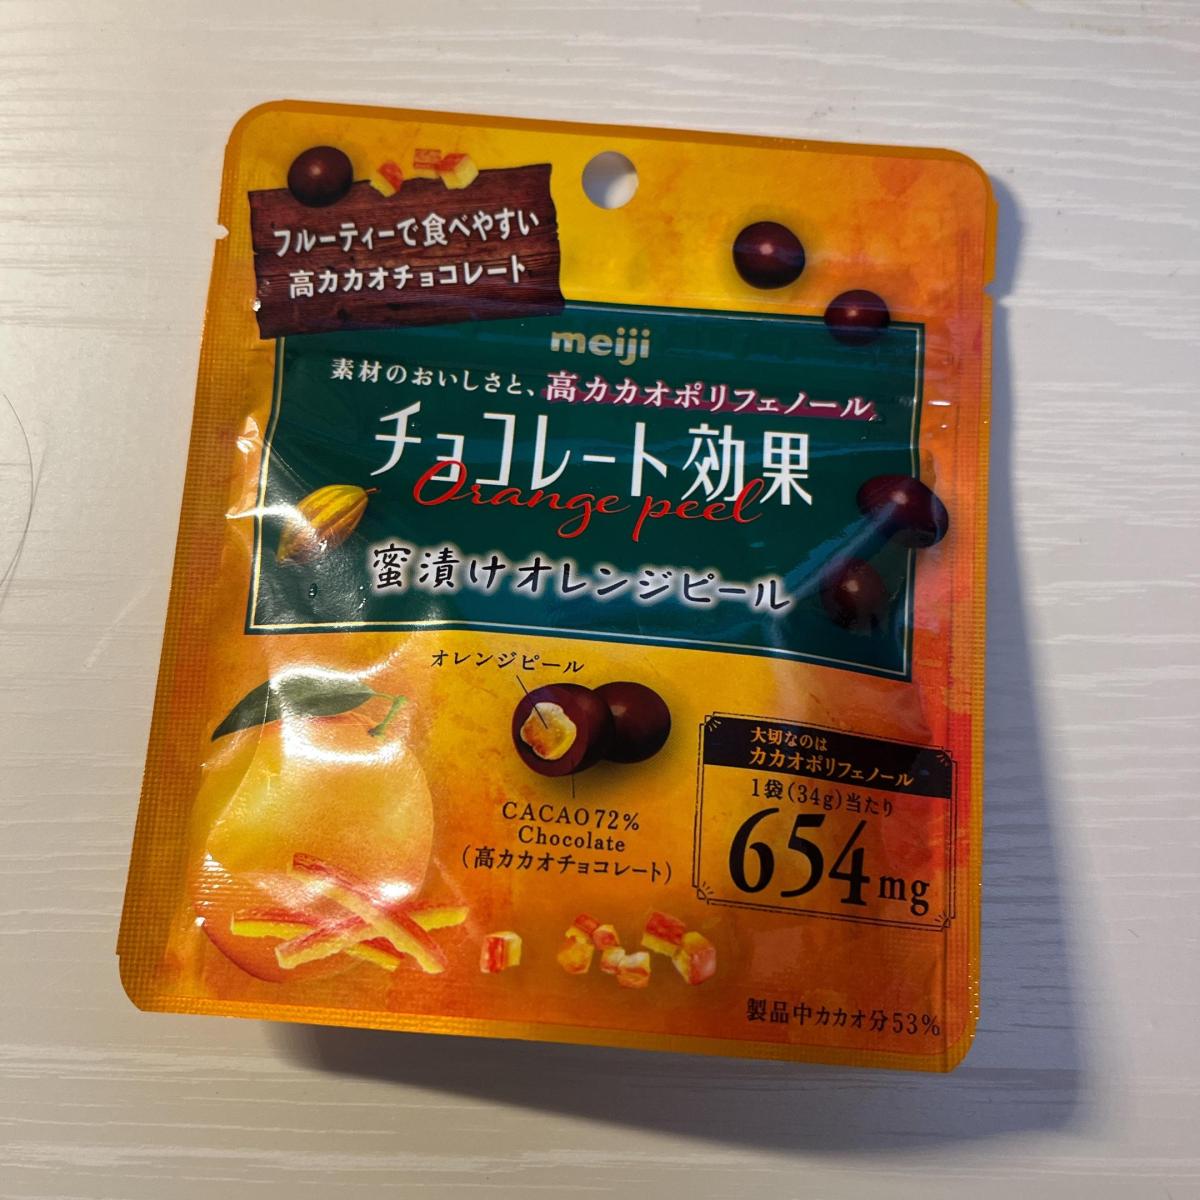 フルーティーで食べやすい
高カカオチョコレート
meiji
素材のおいしさと、高カカオポリフェノール
チョコレート効果
Orange peel
蜜漬けオレンジピール
オレンジピール
CACAO72%
Chocolate
(高カカオチョコレート)
大切なのは
カカオポリフェノール
1袋(34g)当たり
654mg
製品中カカオ分53%